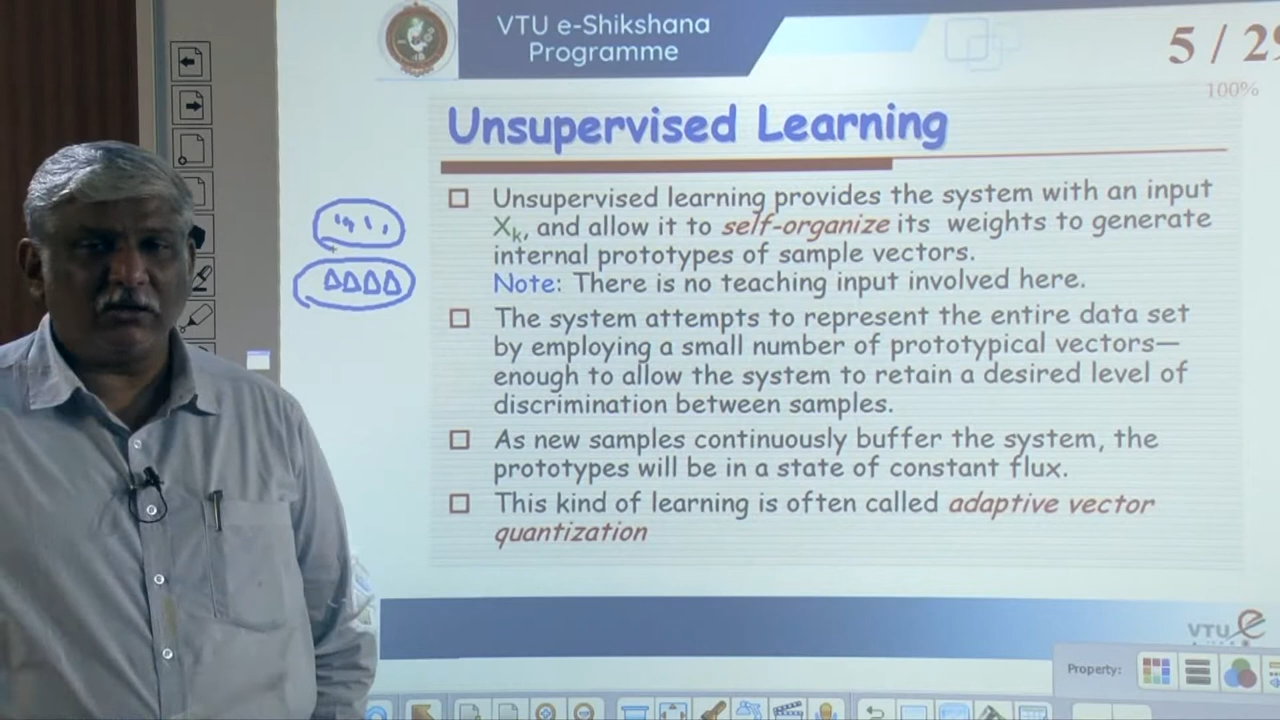 VTU e-Shikshana
Programme
5 / 29
100%
Unsupervised Learning
Unsupervised learning provides the system with an input
Xk, and allow it to self-organize its weights to generate
internal prototypes of sample vectors.
Note: There is no teaching input involved here.
The system attempts to represent the entire data set
by employing a small number of prototypical vectors—
enough to allow the system to retain a desired level of
discrimination between samples.
As new samples continuously buffer the system, the
prototypes will be in a state of constant flux.
This kind of learning is often called adaptive vector
quantization
VTU e
Property: